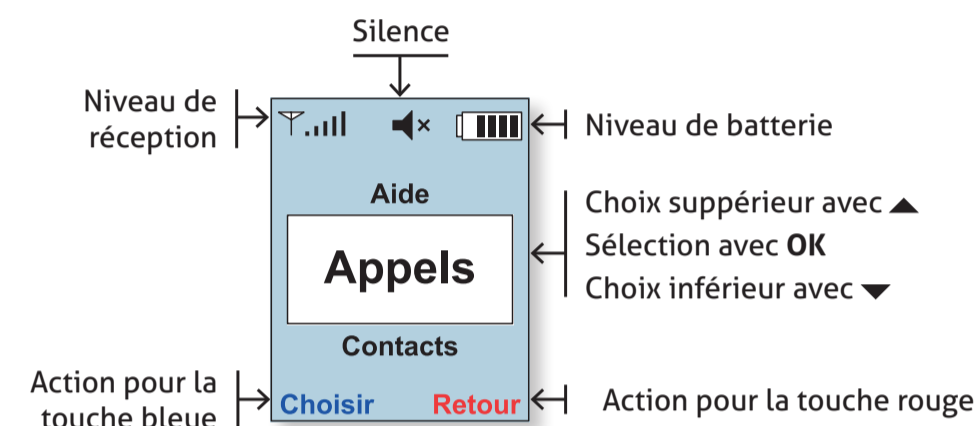 Silence
Niveau de
réception
Niveau de batterie
Aide
Appels
Contacts
Choix suppérieur avec ▲
Sélection avec OK
Choix inférieur avec ▼
Action pour la
touche bleue
Choisir
Retour
Action pour la touche rouge